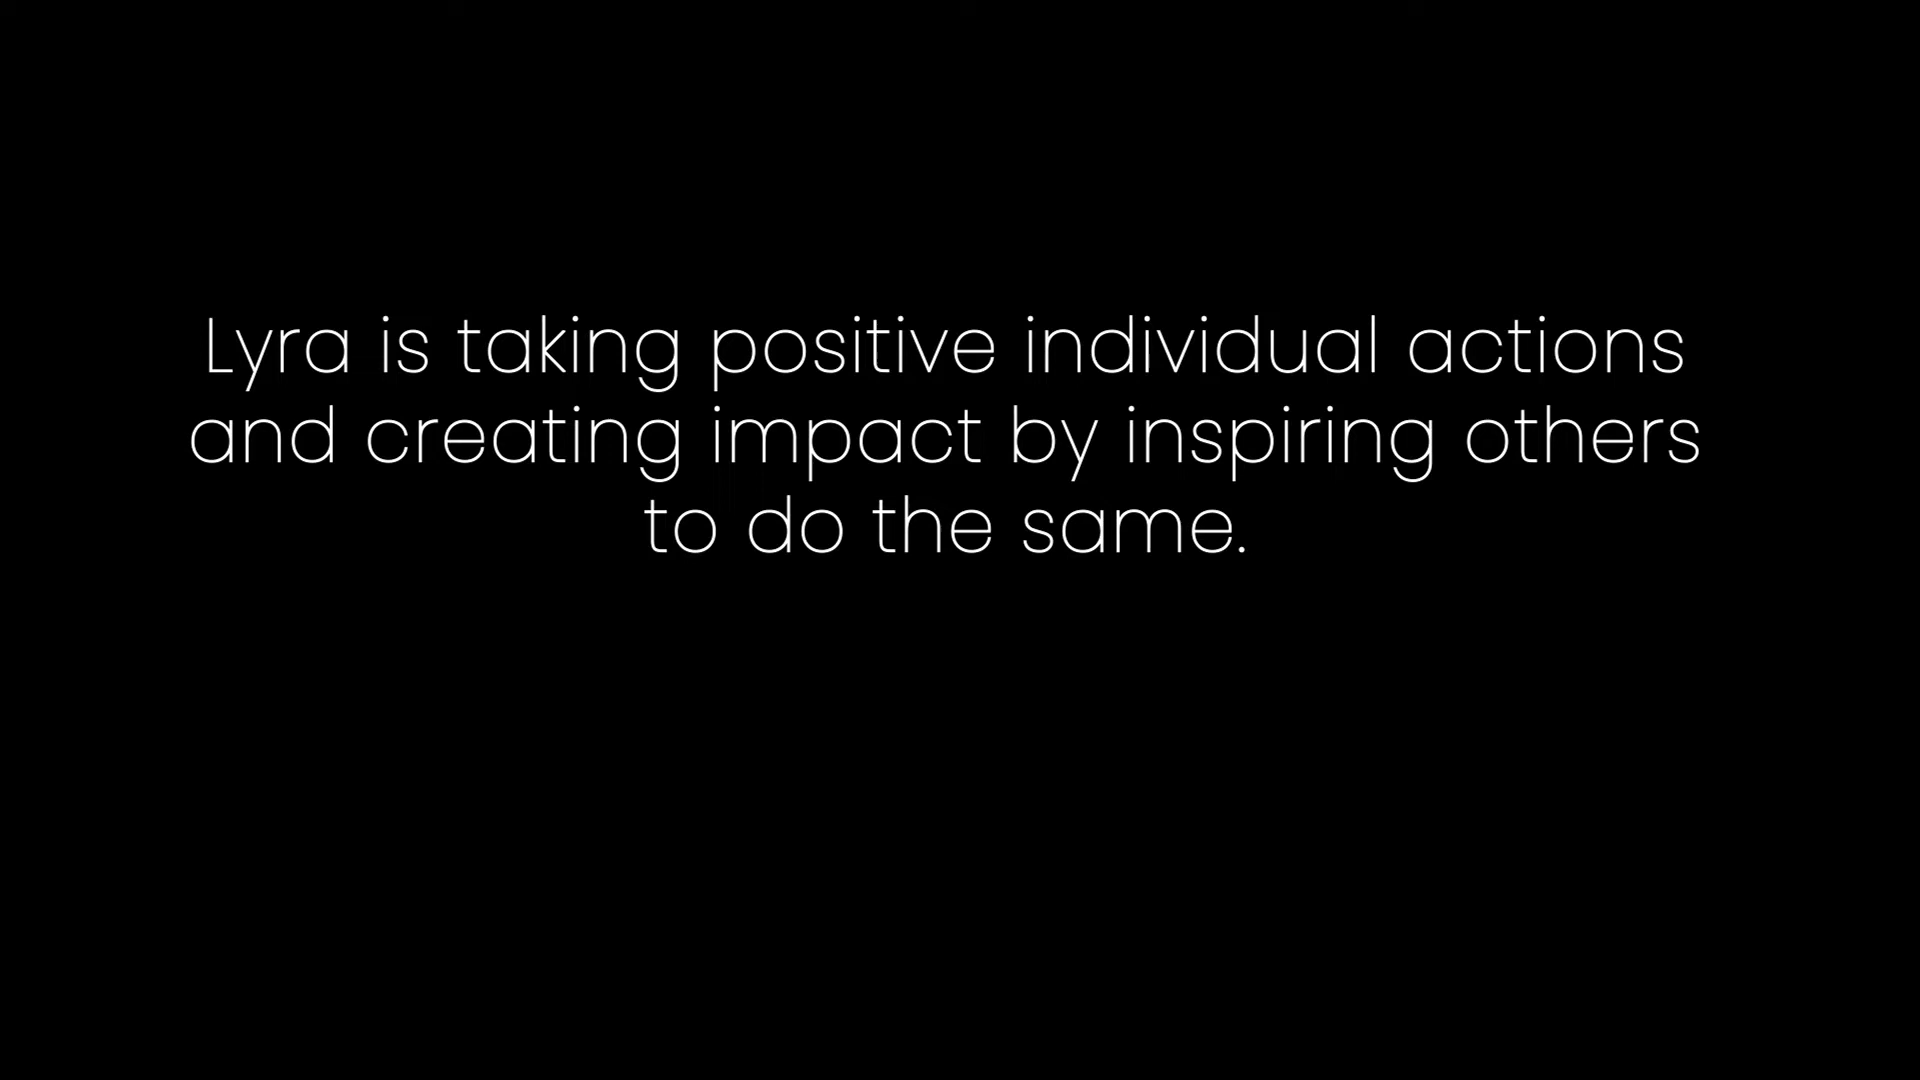 Lyra is taking positive individual actions
and creating impact by inspiring others
to do the same.